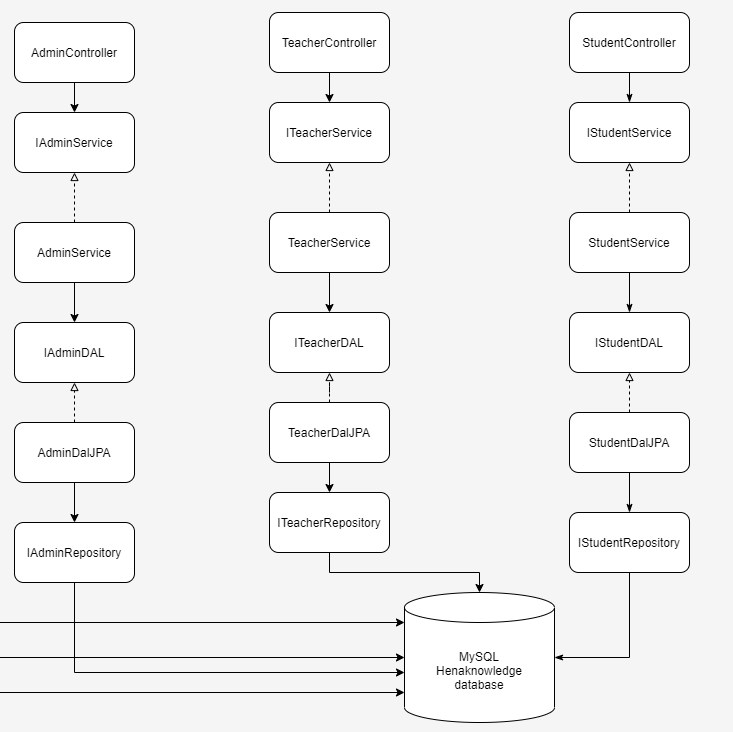 AdminController
IAdminService
AdminService
IAdminDAL
AdminDalJPA
IAdminRepository
TeacherController
ITeacherService
TeacherService
ITeacherDAL
TeacherDalJPA
ITeacherRepository
StudentController
IStudentService
StudentService
IStudentDAL
StudentDalJPA
IStudentRepository
MySQL
Henaknowledge
database